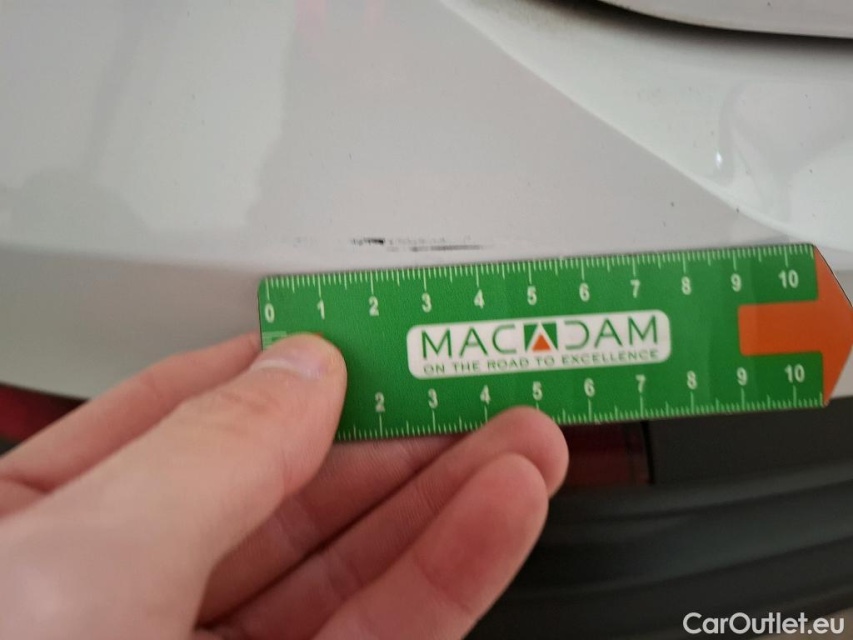 0 1 2 3 4 5 6 7 8 9 10
MACADAM
ON THE ROAD TO EXCELLENCE
2 3 4 5 6 7 8 9 10
CarOutlet.eu